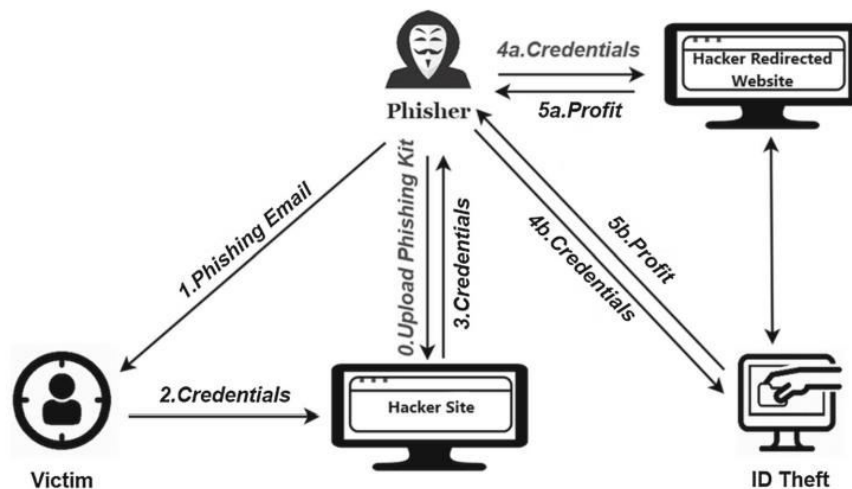 4a.Credentials
Hacker Redirected
Website
Phisher
5a.Profit
0.Upload Phishing Kit
1.Phishing Email
3.Credentials
5b.Profit
4b.Credentials
2.Credentials
Hacker Site
Victim
ID Theft